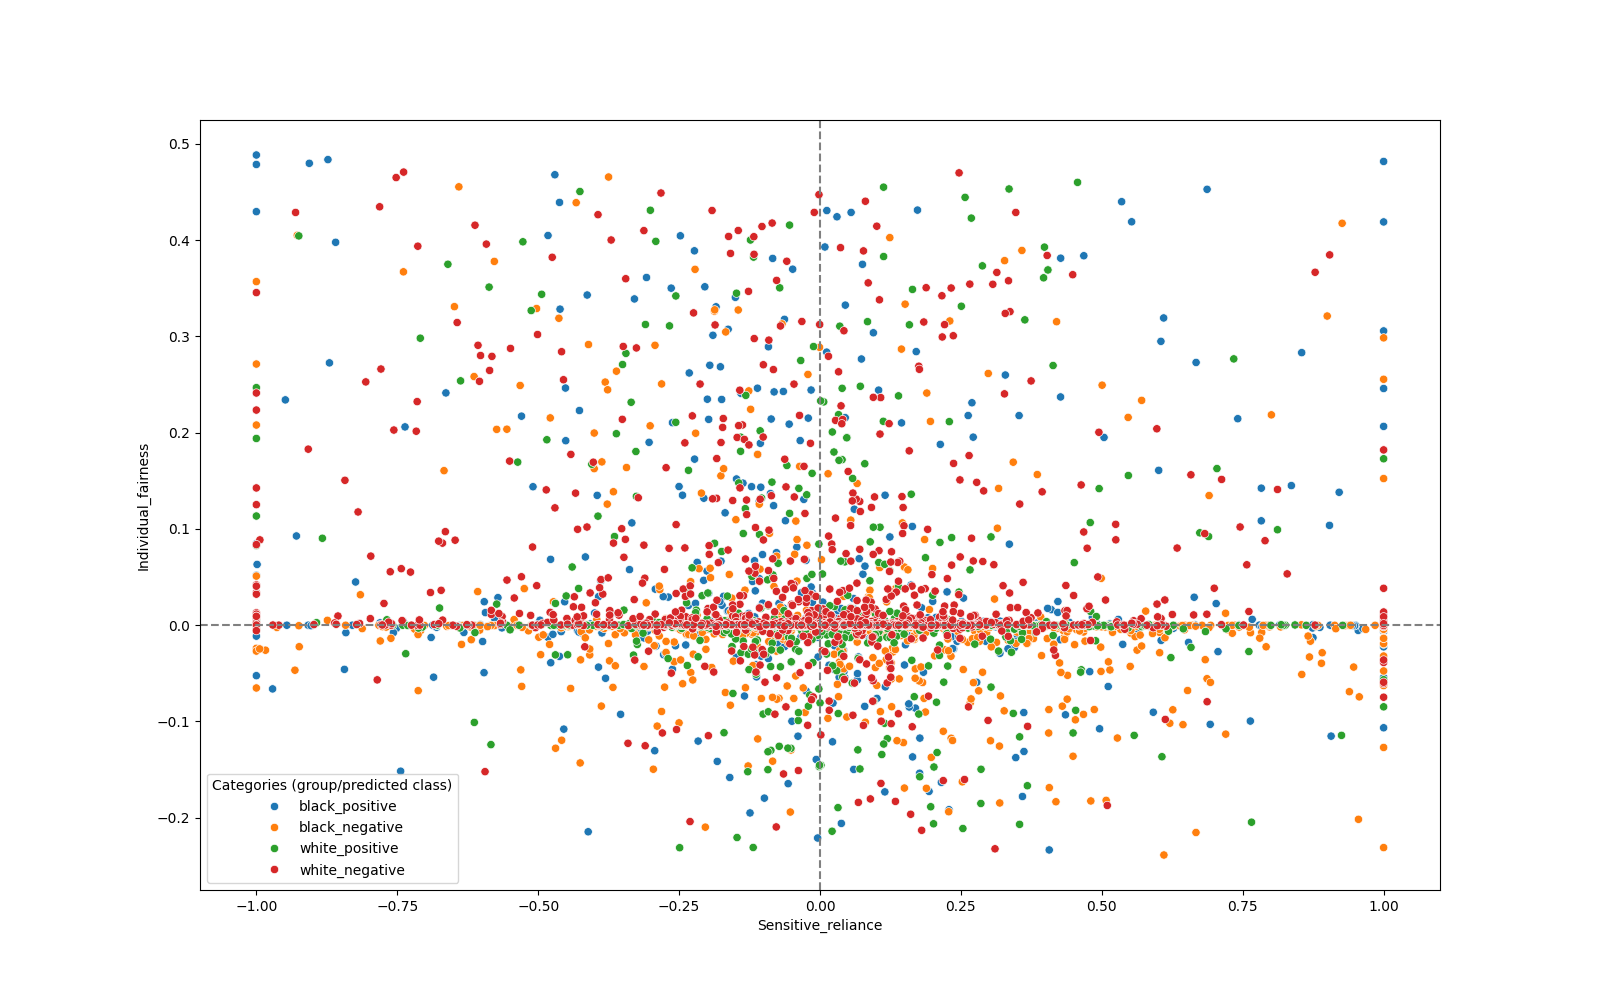 0.5
0.4
0.3
0.2
0.1
0.0
−0.1
−0.2
Individual_fairness
Categories (group/predicted class)
black_positive
black_negative
white_positive
white_negative
−1.00 −0.75 −0.50 −0.25 0.00 0.25 0.50 0.75 1.00
Sensitive_reliance